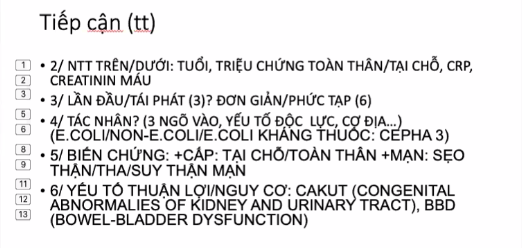 Tiếp cận (tt)
1 • 2/ NTT TRÊN/DƯỚI: TUỔI, TRIỆU CHỨNG TOÀN THÂN/TẠI CHỖ, CRP,
2 CREATININ MÁU
3 • 3/ LẦN ĐẦU/TÁI PHÁT (3)? ĐƠN GIẢN/PHỨC TẠP (6)
5 • 4/ TÁC NHÂN? (3 NGÕ VÀO, YẾU TỐ ĐỘC LỰC, CƠ ĐỊA...)
6 (E.COLI/NON-E.COLI/E.COLI KHÁNG THUỐC: CEPHA 3)
8 • 5/ BIẾN CHỨNG: +CẤP: TẠI CHỖ/TOÀN THÂN +MẠN: SẸO
9 THẬN/THA/SUY THẬN MẠN
11 • 6/ YẾU TỐ THUẬN LỢI/NGUY CƠ: CAKUT (CONGENITAL
12 ABNORMALIES OF KIDNEY AND URINARY TRACT), BBD
13 (BOWEL-BLADDER DYSFUNCTION)